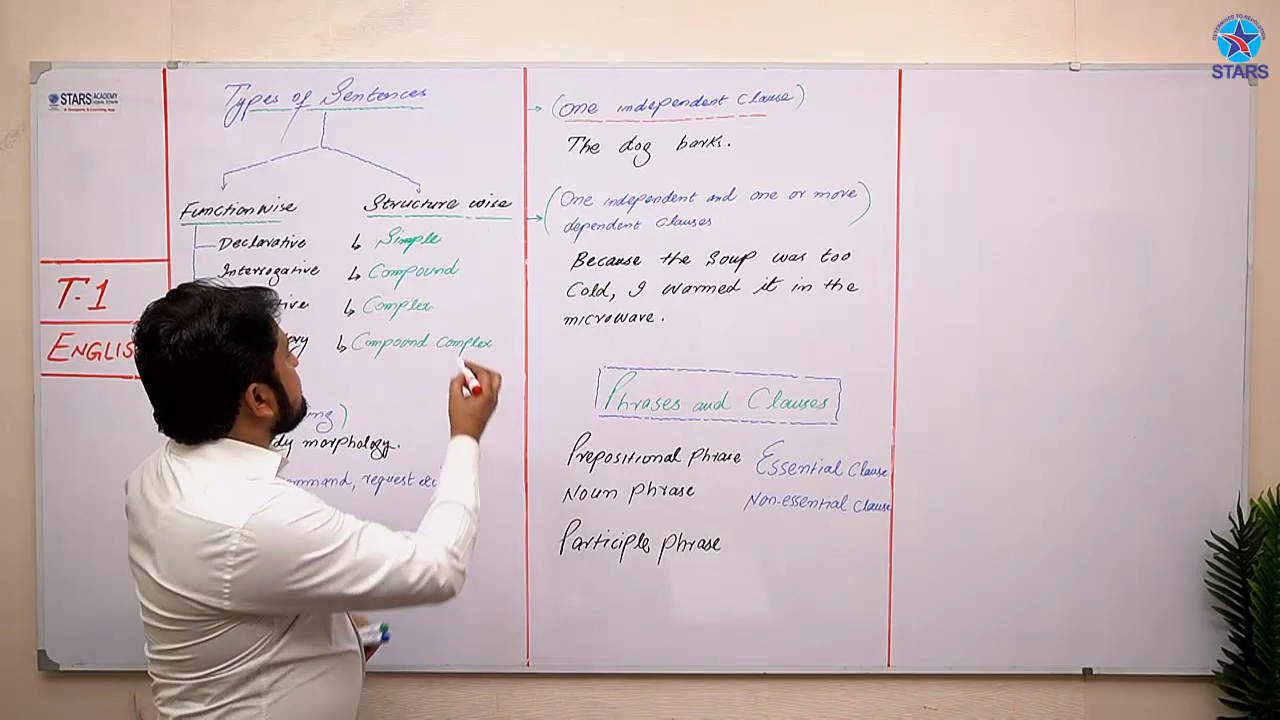 DETERMINED TO REVOLUTION
STARS
STARS ACADEMY
T-1
ENGLIS
Types of Sentences
Functionwise
Declarative
Interrogative
Structure wise
Simple
Compound
Complex
Compound complex
morphology.
request
(One independent Clause)
The dog barks.
(One independent and one or more
dependent clauses)
Because the Soup was too
Cold, I warmed it in the
microwave.
Phrases and Clauses
Prepositional phrase
Noun phrase
Participle phrase
Essential Clause
Non-essential Clause